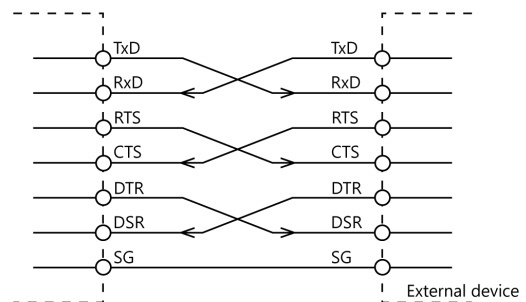 TxD TxD
RxD RxD
RTS RTS
CTS CTS
DTR DTR
DSR DSR
SG SG
External device